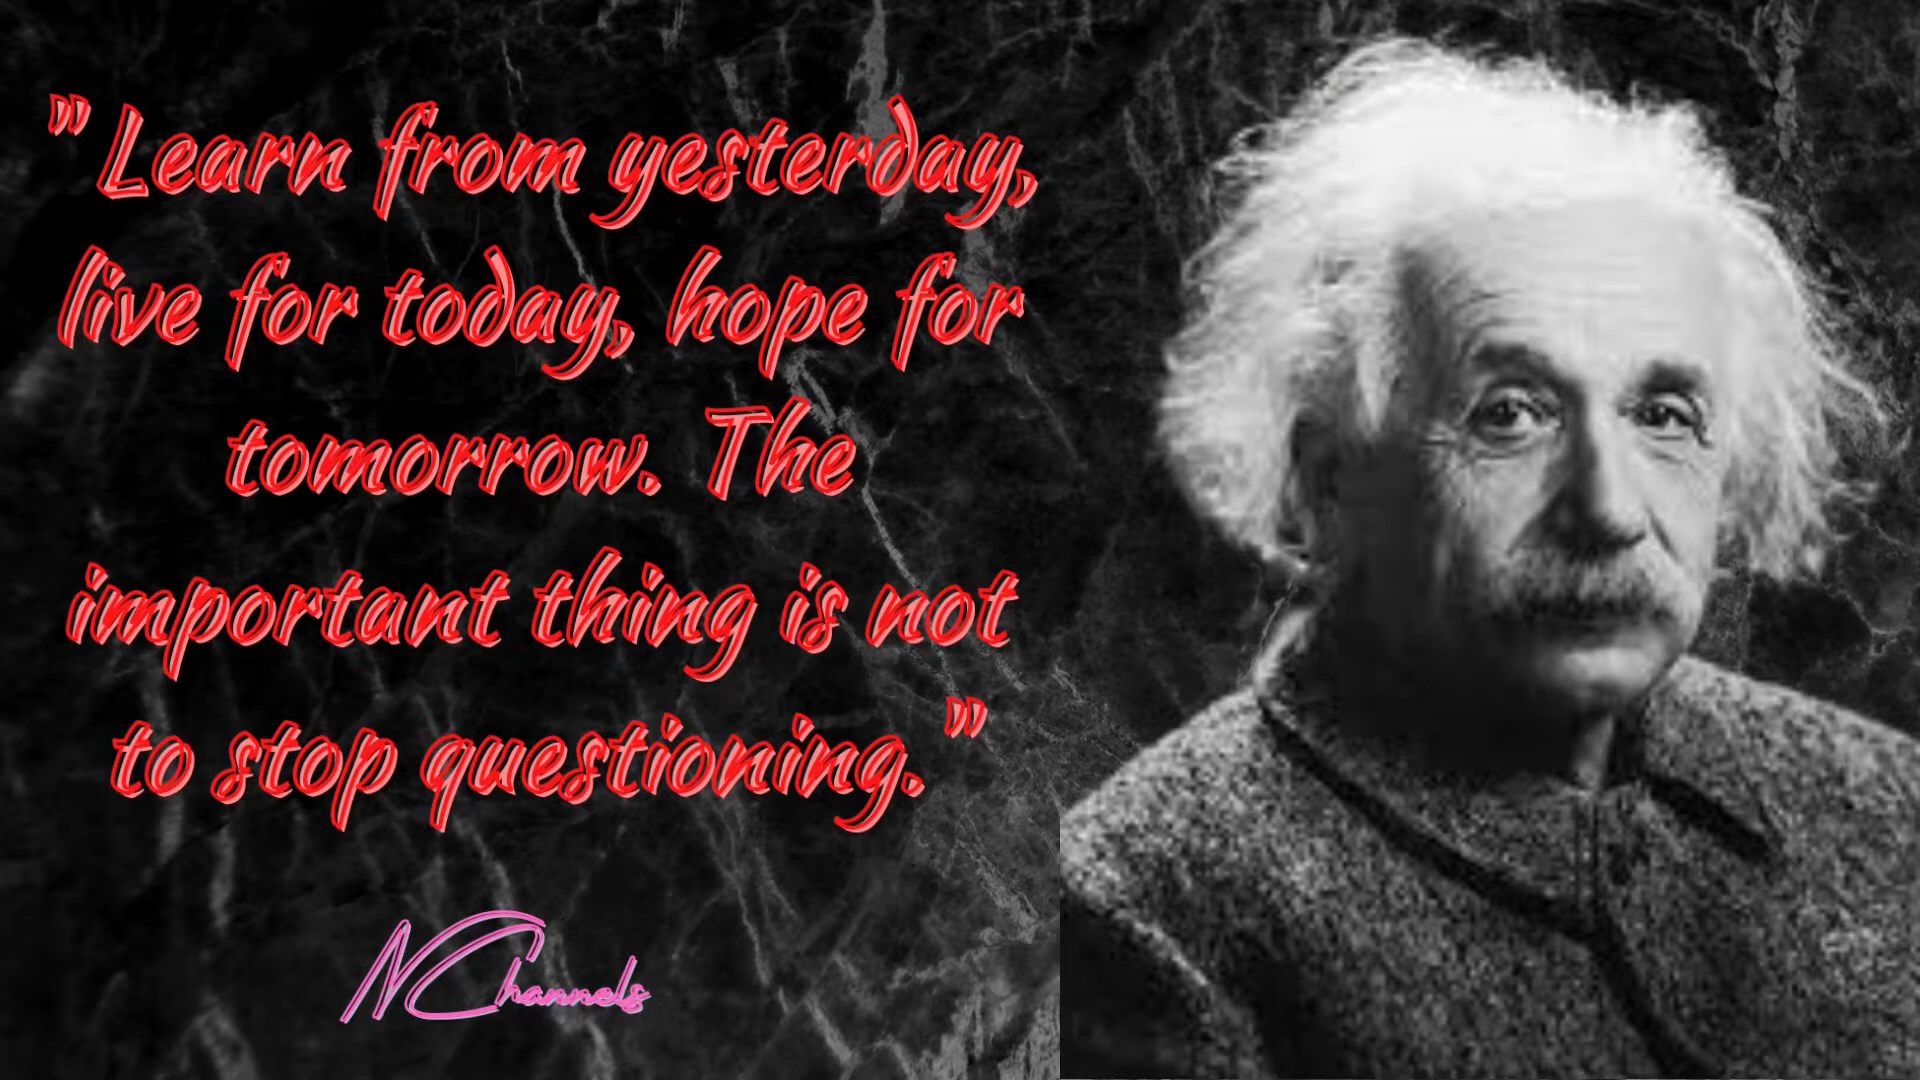 " Learn from yesterday,
live for today, hope for
tomorrow. The
important thing is not
to stop questioning. "
NChannels